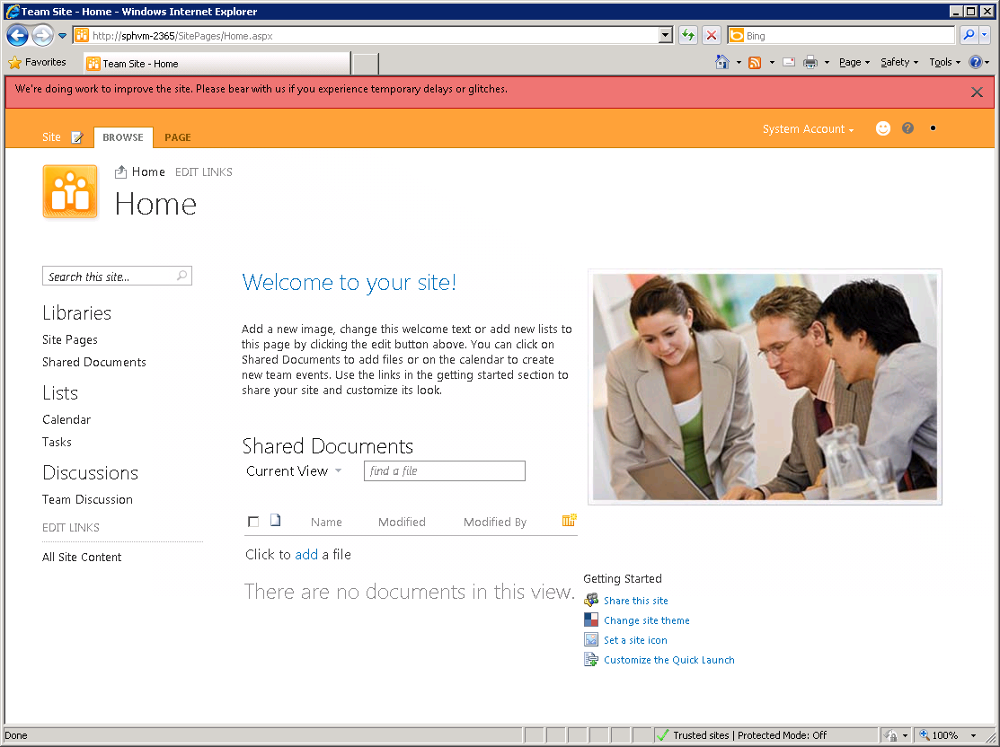 Team Site - Home - Windows Internet Explorer
http://sphvm-2365/SitePages/Home.aspx
Bing
Favorites
Team Site - Home
Page
Safety
Tools
We're doing work to improve the site. Please bear with us if you experience temporary delays or glitches.
Site
BROWSE
PAGE
System Account
Home
EDIT LINKS
Home
Search this site...
Libraries
Site Pages
Shared Documents
Lists
Calendar
Tasks
Discussions
Team Discussion
EDIT LINKS
All Site Content
Welcome to your site!
Add a new image, change this welcome text or add new lists to
this page by clicking the edit button above. You can click on
Shared Documents to add files or on the calendar to create
new team events. Use the links in the getting started section to
share your site and customize its look.
Shared Documents
Current View
find a file
Name
Modified
Modified By
Click to add a file
There are no documents in this view.
Getting Started
Share this site
Change site theme
Set a site icon
Customize the Quick Launch
Done
Trusted sites | Protected Mode: Off
100%